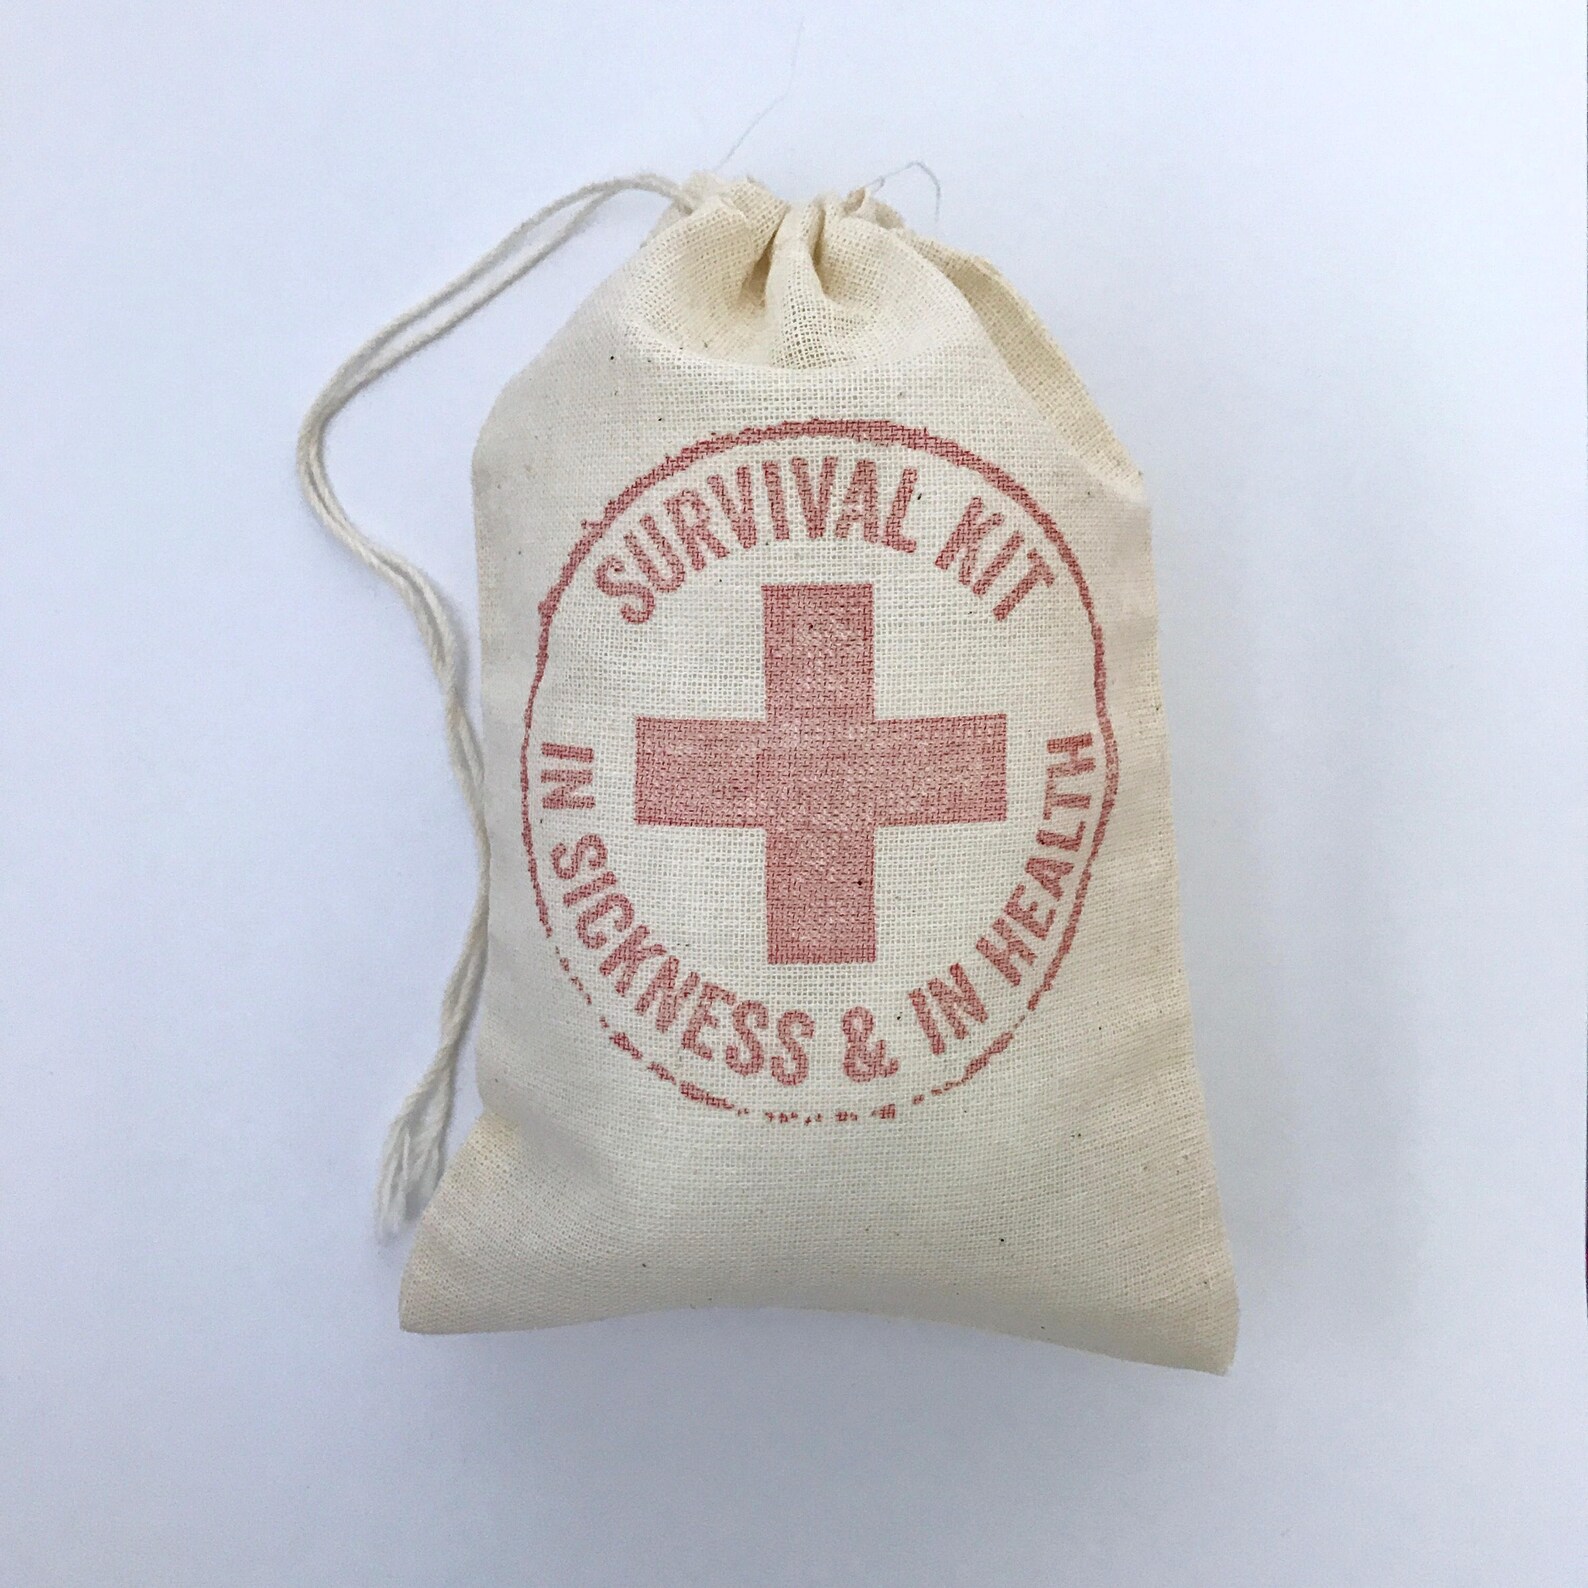 SURVIVAL KIT
IN SICKNESS & IN HEALTH